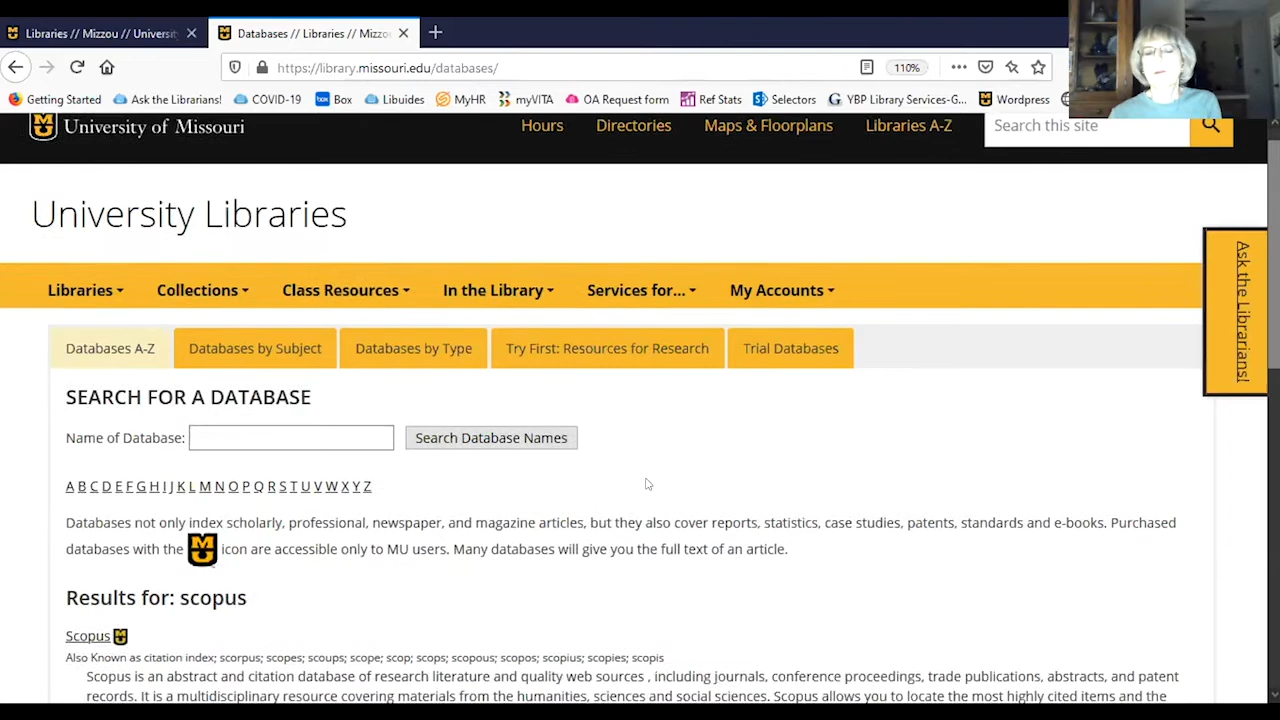 Libraries // Mizzou // Universit
Databases // Libraries // Mizzo
https://library.missouri.edu/databases/
110%
Getting Started
Ask the Librarians!
COVID-19
Box
Libuides
MyHR
myVITA
OA Request form
Ref Stats
Selectors
YBP Library Services-G...
Wordpress
University of Missouri
Hours
Directories
Maps & Floorplans
Libraries A-Z
Search this site
University Libraries
Ask the Librarians!
Libraries
Collections
Class Resources
In the Library
Services for...
My Accounts
Databases A-Z
Databases by Subject
Databases by Type
Try First: Resources for Research
Trial Databases
SEARCH FOR A DATABASE
Name of Database:
Search Database Names
A B C D E F G H I J K L M N O P Q R S T U V W X Y Z
Databases not only index scholarly, professional, newspaper, and magazine articles, but they also cover reports, statistics, case studies, patents, standards and e-books. Purchased
databases with the MU icon are accessible only to MU users. Many databases will give you the full text of an article.
Results for: scopus
Scopus
Also Known as citation index; scorpus; scopes; scoups; scope; scop; scops; scopous; scopos; scopius; scopies; scopis
Scopus is an abstract and citation database of research literature and quality web sources , including journals, conference proceedings, trade publications, abstracts, and patent
records. It is a multidisciplinary resource covering materials from the humanities, sciences and social sciences. Scopus allows you to locate the most highly cited items and the